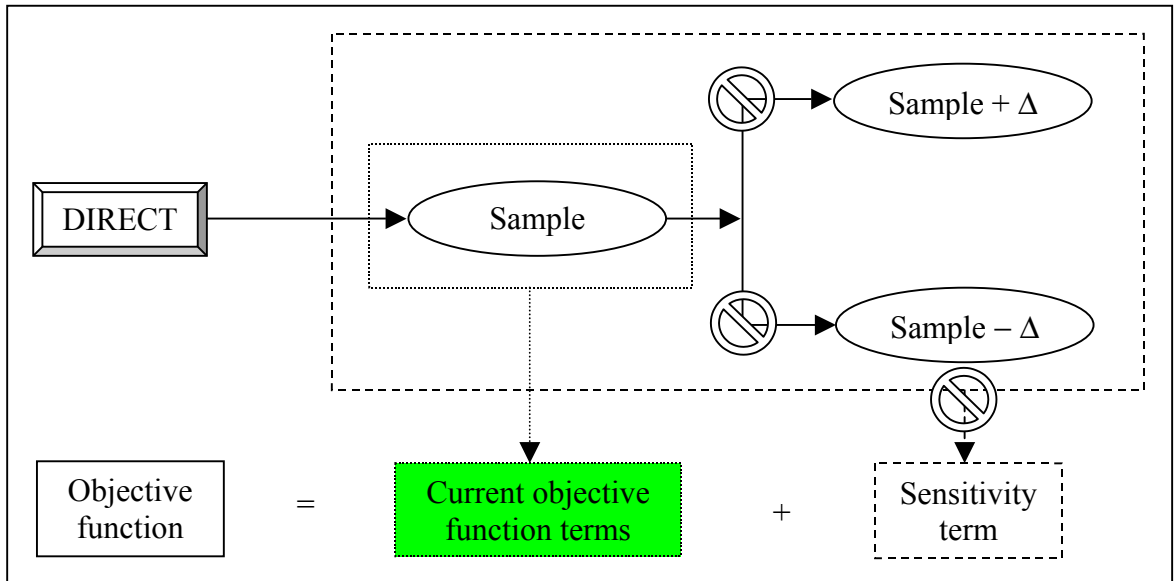 Sample + Δ
DIRECT
Sample
Sample − Δ
Objective
function
=
Current objective
function terms
+
Sensitivity
term